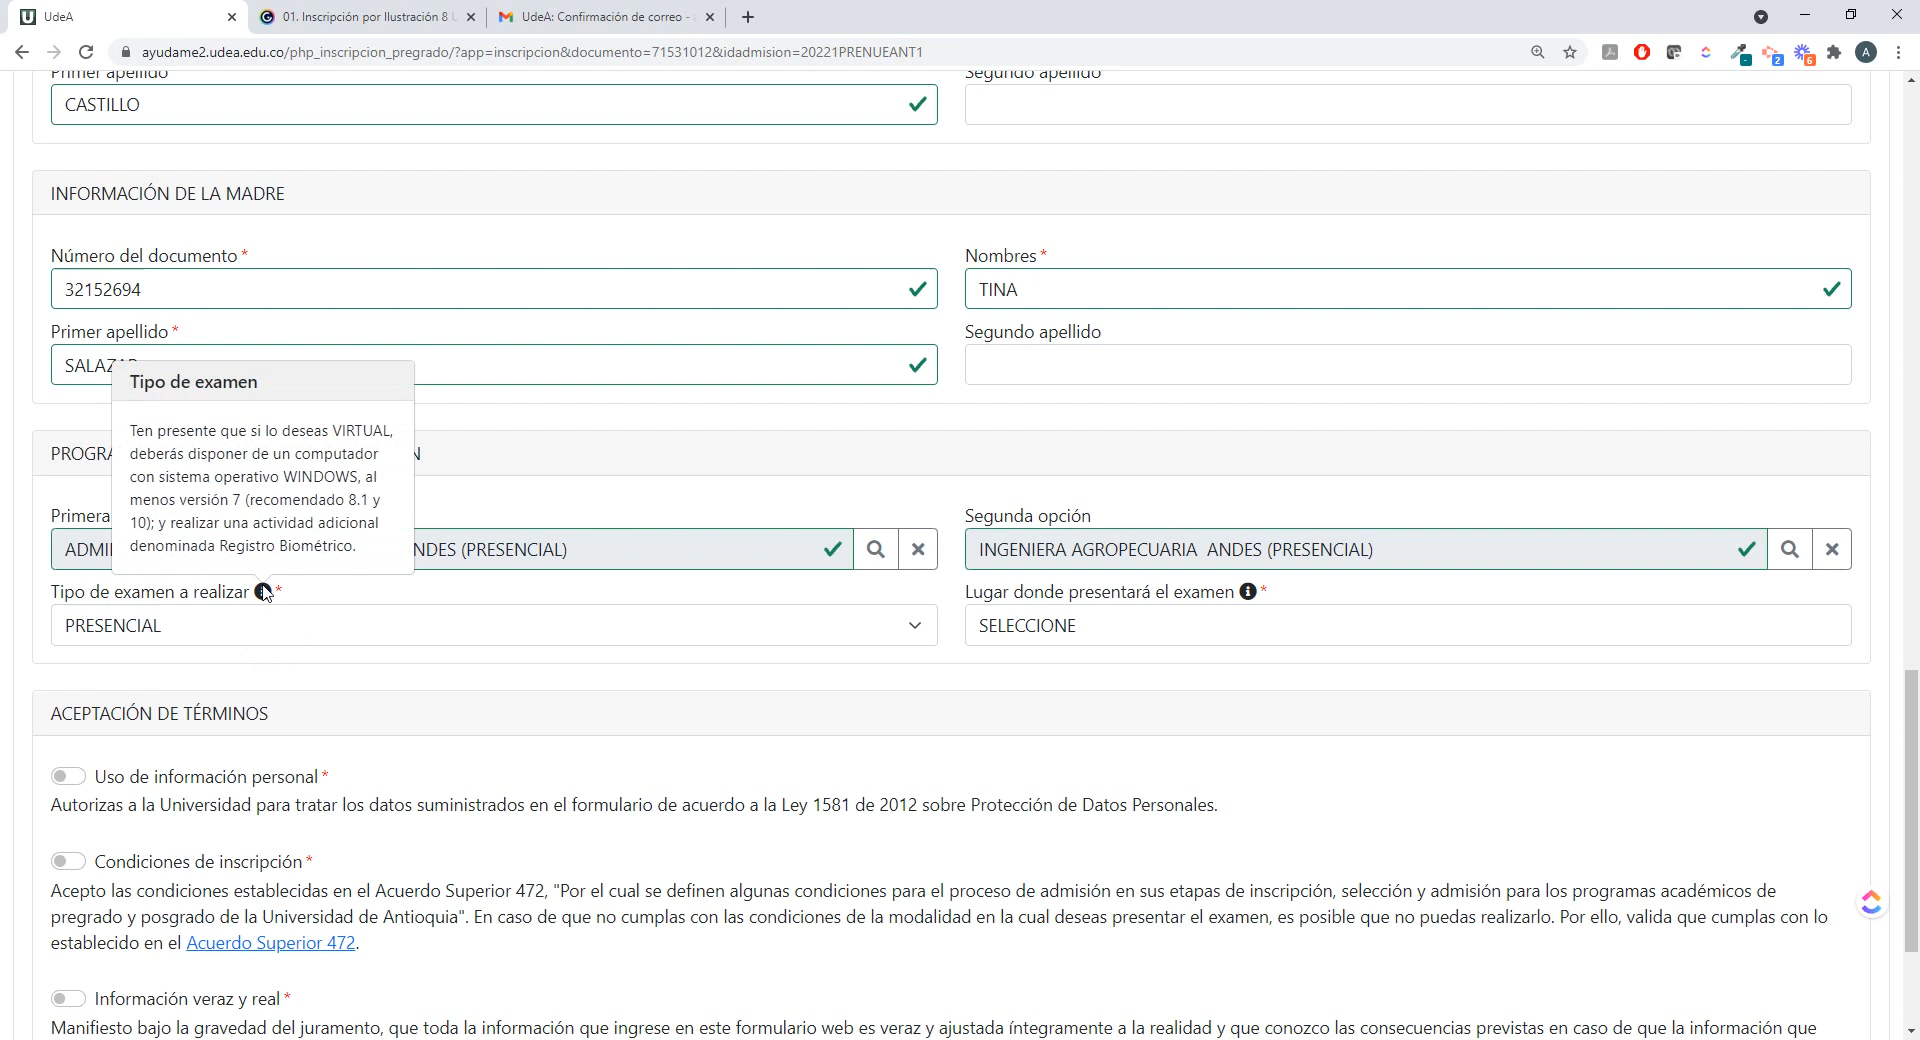 UdeA
01. Inscripción por Ilustración 8
UdeA: Confirmación de correo -
ayudame2.udea.edu.co/php_inscripcion_pregrado/?app=inscripcion&documento=71531012&idadmision=20221PRENUEANT1
2
6
A
Primer apellido
Segundo apellido
CASTILLO
INFORMACIÓN DE LA MADRE
Número del documento *
Nombres *
32152694
TINA
Primer apellido *
Segundo apellido
Tipo de examen
Ten presente que si lo deseas VIRTUAL,
deberás disponer de un computador
con sistema operativo WINDOWS, al
menos versión 7 (recomendado 8.1 y
10); y realizar una actividad adicional
denominada Registro Biométrico.
Primera
Segunda opción
NDES (PRESENCIAL)
INGENIERA AGROPECUARIA ANDES (PRESENCIAL)
Tipo de examen a realizar *
Lugar donde presentará el examen *
PRESENCIAL
SELECCIONE
ACEPTACIÓN DE TÉRMINOS
Uso de información personal *
Autorizas a la Universidad para tratar los datos suministrados en el formulario de acuerdo a la Ley 1581 de 2012 sobre Protección de Datos Personales.
Condiciones de inscripción *
Acepto las condiciones establecidas en el Acuerdo Superior 472, "Por el cual se definen algunas condiciones para el proceso de admisión en sus etapas de inscripción, selección y admisión para los programas académicos de
pregrado y posgrado de la Universidad de Antioquia". En caso de que no cumplas con las condiciones de la modalidad en la cual deseas presentar el examen, es posible que no puedas realizarlo. Por ello, valida que cumplas con lo
establecido en el Acuerdo Superior 472.
Información veraz y real *
Manifiesto bajo la gravedad del juramento, que toda la información que ingrese en este formulario web es veraz y ajustada íntegramente a la realidad y que conozco las consecuencias previstas en caso de que la información que